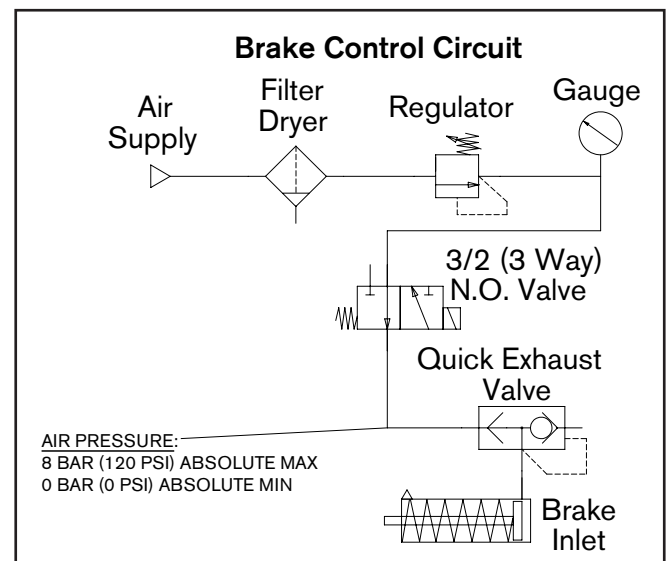 Brake Control Circuit
Air
Supply
Filter
Dryer
Regulator
Gauge
3/2 (3 Way)
N.O. Valve
Quick Exhaust
Valve
AIR PRESSURE:
8 BAR (120 PSI) ABSOLUTE MAX
0 BAR (0 PSI) ABSOLUTE MIN
Brake
Inlet